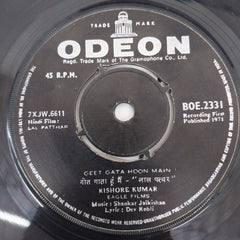 TRADE MARK
ODEON
Regd. Trade Mark of The Gramophone Co. Ltd.
45 R.P.M.
7XJW.6611
Hindi Film :
LAL PATTHAR
BOE.2331
Recording First
Published 1971
GEET GATA HOON MAIN
गीत गाता हूं मैं - "लाल पत्थर"
KISHORE KUMAR
EAGLE FILMS
Music : Shankar Jaikishan
Lyric : Dev Kohli